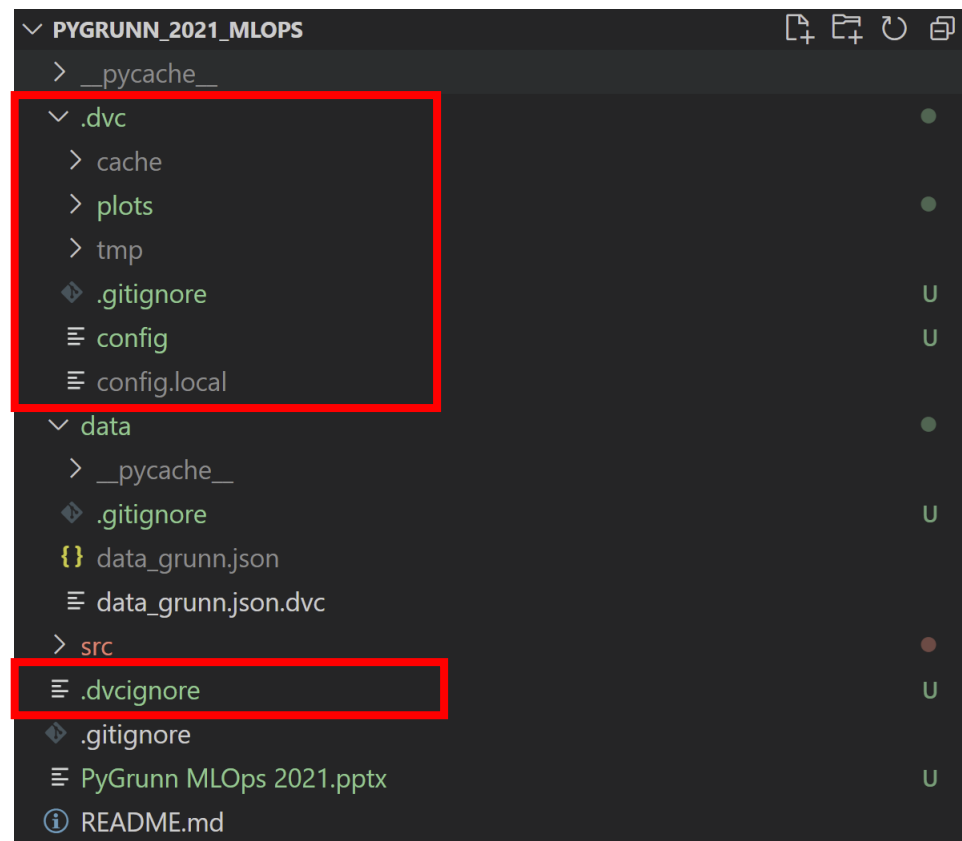 PYGRUNN_2021_MLOPS
__pycache__
.dvc
cache
plots
tmp
.gitignore U
config U
config.local
data
__pycache__
.gitignore U
{} data_grunn.json
data_grunn.json.dvc
src
.dvcignore U
.gitignore
PyGrunn MLOps 2021.pptx U
README.md